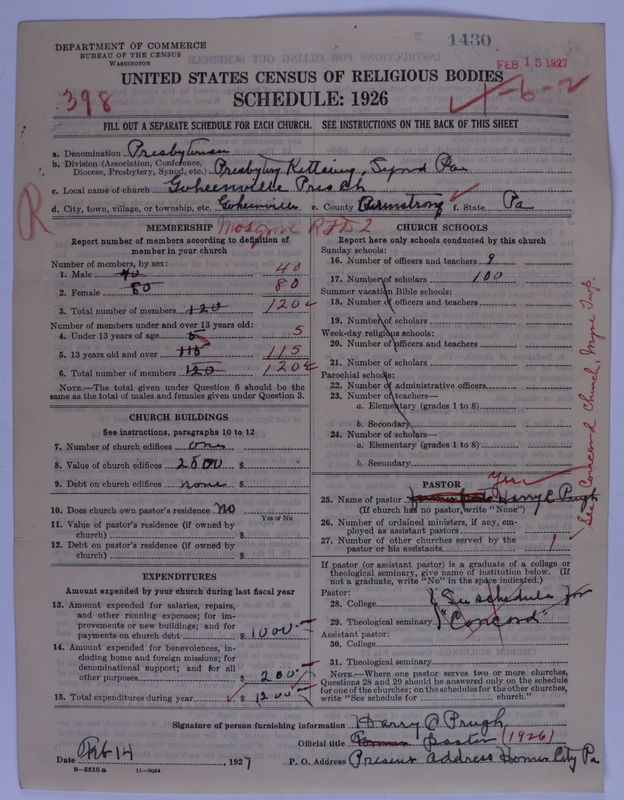 DEPARTMENT OF COMMERCE
BUREAU OF THE CENSUS
WASHINGTON
1430
FEB 15 1927
UNITED STATES CENSUS OF RELIGIOUS BODIES
398
SCHEDULE: 1926
FILL OUT A SEPARATE SCHEDULE FOR EACH CHURCH. SEE INSTRUCTIONS ON THE BACK OF THIS SHEET
a. Denomination Presbyterian
b. Division (Association, Conference, Diocese, Presbytery, Synod, etc.) Presbytery Kittaning, Synod Pa
c. Local name of church Goheenville Presch
d. City, town, village, or township, etc. Goheenville e. County Armstrong f. State Pa
R
MEMBERSHIP Mosgrove RFD 2
Report number of members according to definition of member in your church
Number of members, by sex:
1. Male 40 40
2. Female 80 80
3. Total number of members 120 120
Number of members under and over 13 years old:
4. Under 13 years of age 5 5
5. 13 years old and over 115 115
6. Total number of members 120 120
NOTE.—The total given under Question 6 should be the same as the total of males and females given under Question 3.
CHURCH BUILDINGS
See instructions, paragraphs 10 to 12
7. Number of church edifices one
8. Value of church edifices 2500 $
9. Debt on church edifices none $
10. Does church own pastor's residence no
Yes or No
11. Value of pastor's residence (if owned by church) $
12. Debt on pastor's residence (if owned by church) $
EXPENDITURES
Amount expended by your church during last fiscal year
13. Amount expended for salaries, repairs, and other running expenses; for improvements or new buildings; and for payments on church debt $ 1000
14. Amount expended for benevolences, including home and foreign missions; for denominational support; and for all other purposes $ 200
15. Total expenditures during year $ 1200
CHURCH SCHOOLS
Report here only schools conducted by this church
Sunday schools:
16. Number of officers and teachers 9
17. Number of scholars 100
Summer vacation Bible schools:
18. Number of officers and teachers
19. Number of scholars
Week-day religious schools:
20. Number of officers and teachers
21. Number of scholars
Parochial schools:
22. Number of administrative officers
23. Number of teachers—
a. Elementary (grades 1 to 8)
b. Secondary
24. Number of scholars—
a. Elementary (grades 1 to 8)
b. Secondary
See Concord Church, Wayne Twp.
PASTOR Yes
25. Name of pastor Harry C Prugh
(If church has no pastor, write "None")
26. Number of ordained ministers, if any, employed as assistant pastors
27. Number of other churches served by the pastor or his assistants 1
If pastor (or assistant pastor) is a graduate of a college or theological seminary, give name of institution below. (If not a graduate, write "No" in the space indicated.)
Pastor:
28. College See schedule for
29. Theological seminary "Concord"
Assistant pastor:
30. College
31. Theological seminary
NOTE.—Where one pastor serves two or more churches, Questions 28 and 29 should be answered only on the schedule for one of the churches; on the schedules for the other churches, write "See schedule for church."
Signature of person furnishing information Harry C Prugh
Official title Pastor (1926)
Date Feb 14, 1927 P. O. Address Present address Homer City Pa
8—5518a 11—8064